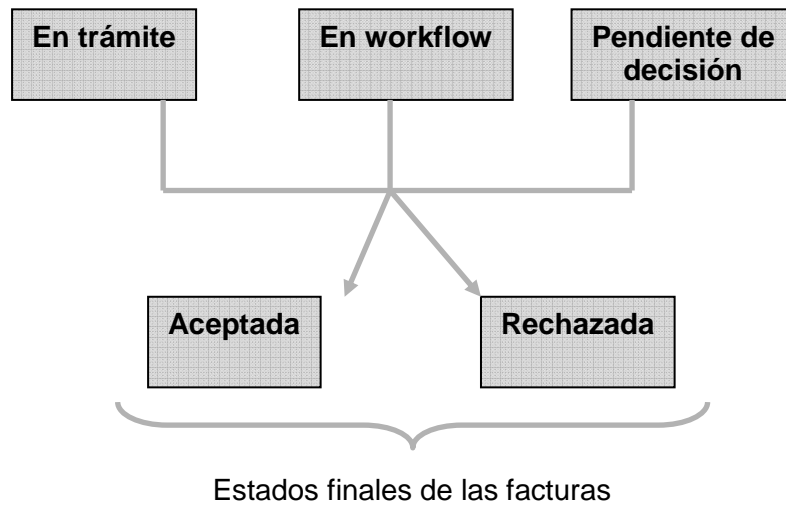 En trámite
En workflow
Pendiente de
decisión
Aceptada
Rechazada
Estados finales de las facturas